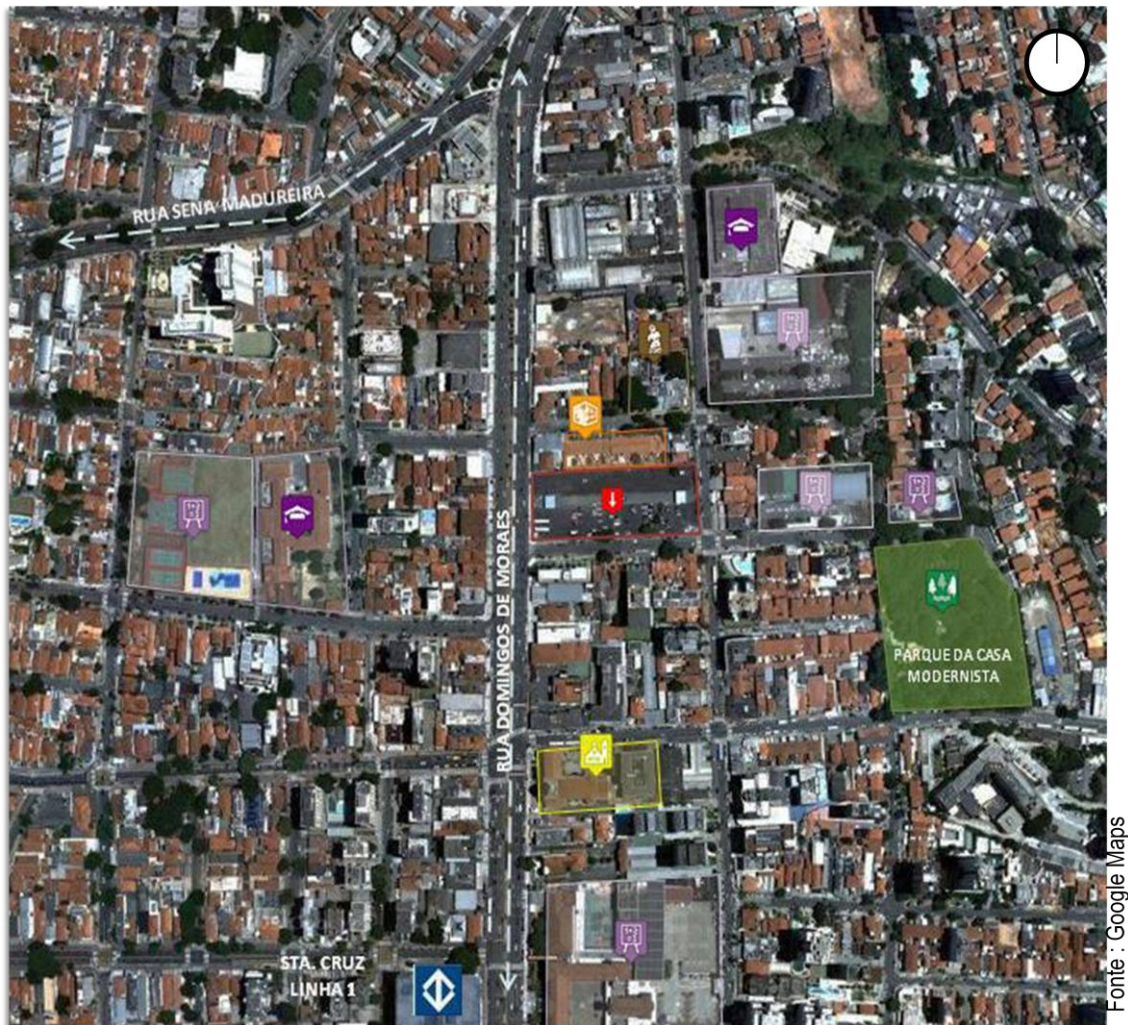 RUA SENA MADUREIRA
RUA DOMINGOS DE MORAES
PARQUE DA CASA
MODERNISTA
STA. CRUZ
LINHA 1
Fonte : Google Maps